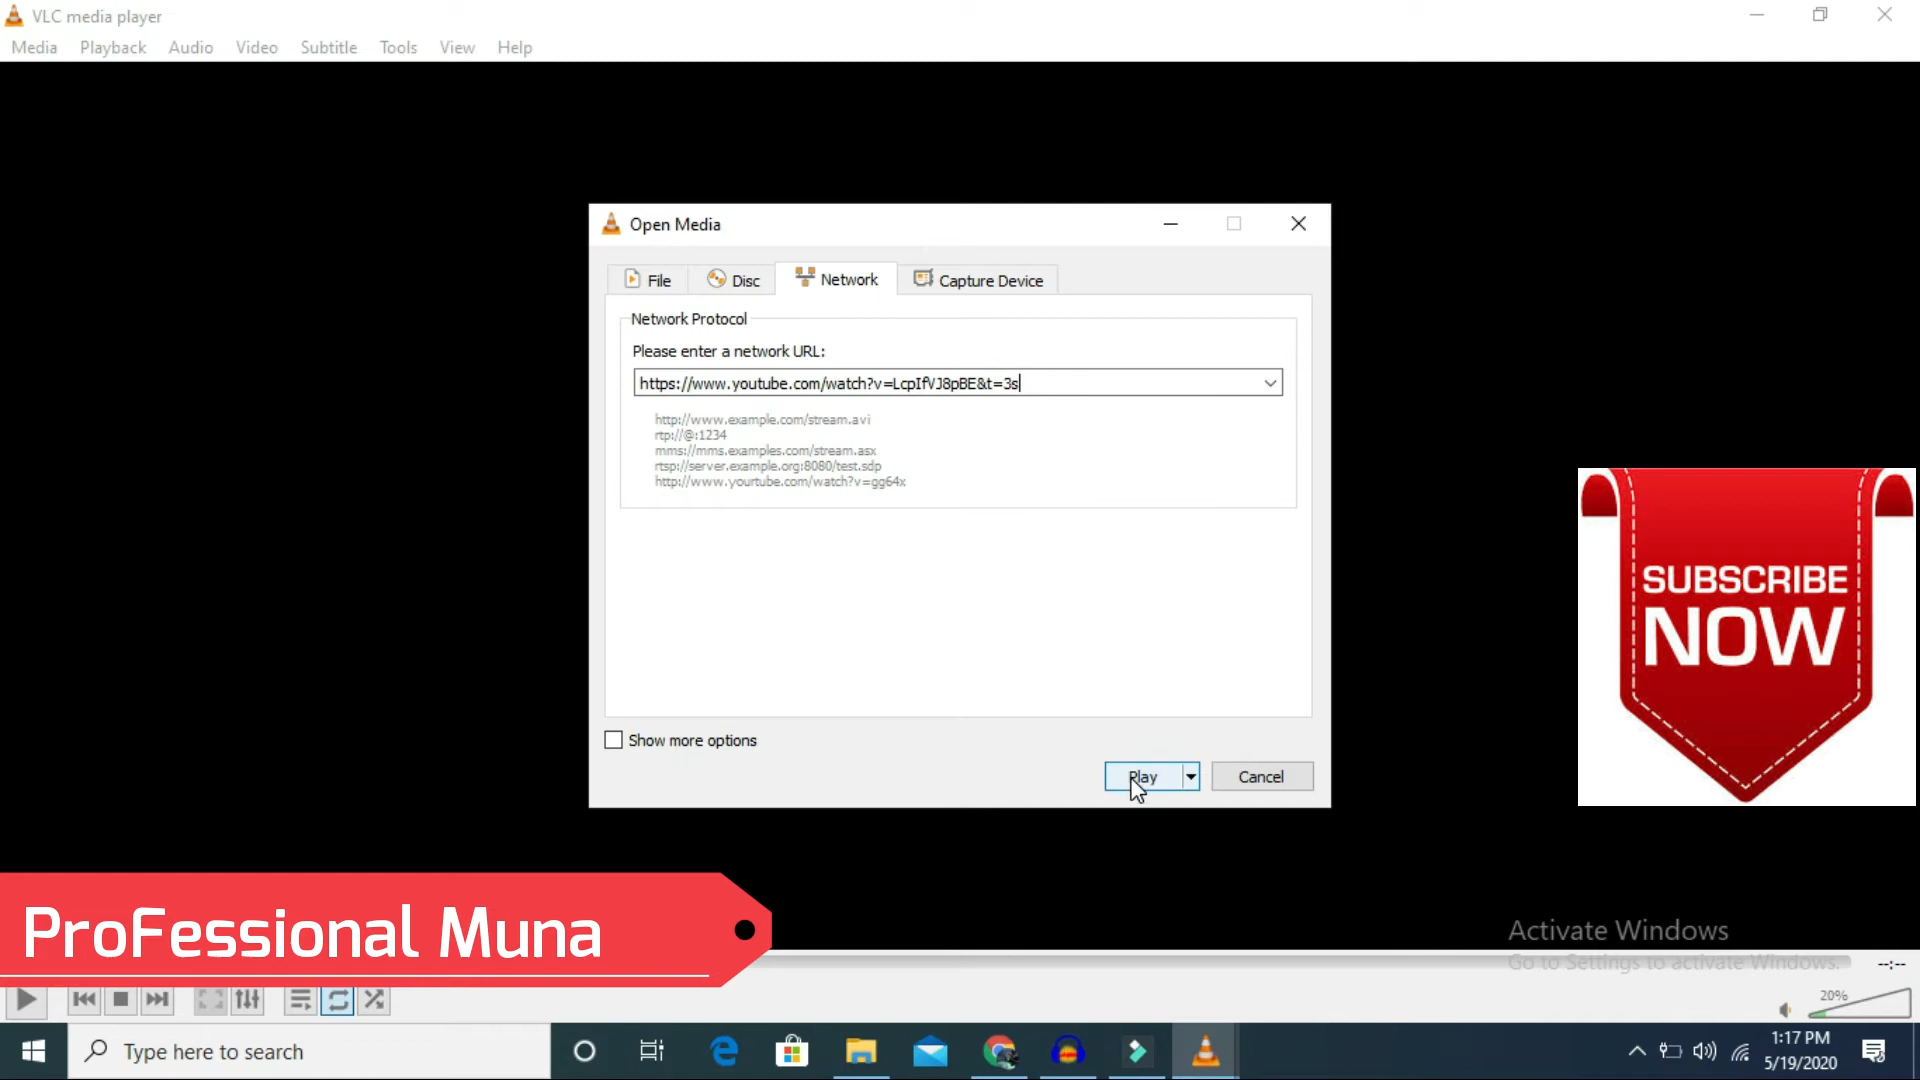 VLC media player
Media Playback Audio Video Subtitle Tools View Help
Open Media
File Disc Network Capture Device
Network Protocol
Please enter a network URL:
https://www.youtube.com/watch?v=LcpIfVJ8pBE&t=3s
http://www.example.com/stream.avi
rtp://@:1234
mms://mms.examples.com/stream.asx
rtsp://server.example.org:8080/test.sdp
http://www.yourtube.com/watch?v=gg64x
Show more options
Play Cancel
SUBSCRIBE
NOW
ProFessional Muna
Activate Windows
Go to Settings to activate Windows.
--:--
20%
Type here to search
1:17 PM
5/19/2020